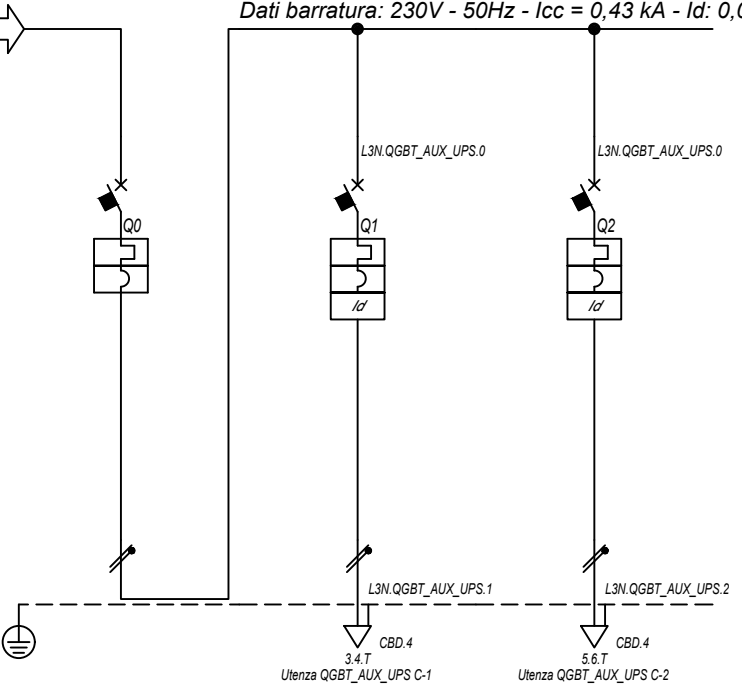 Dati barratura: 230V - 50Hz - Icc = 0,43 kA - Id: 0,0
L3N.QGBT_AUX_UPS.0
L3N.QGBT_AUX_UPS.0
Q0
Q1
Q2
Id
Id
L3N.QGBT_AUX_UPS.1
L3N.QGBT_AUX_UPS.2
CBD.4
CBD.4
3.4.T
5.6.T
Utenza QGBT_AUX_UPS C-1
Utenza QGBT_AUX_UPS C-2